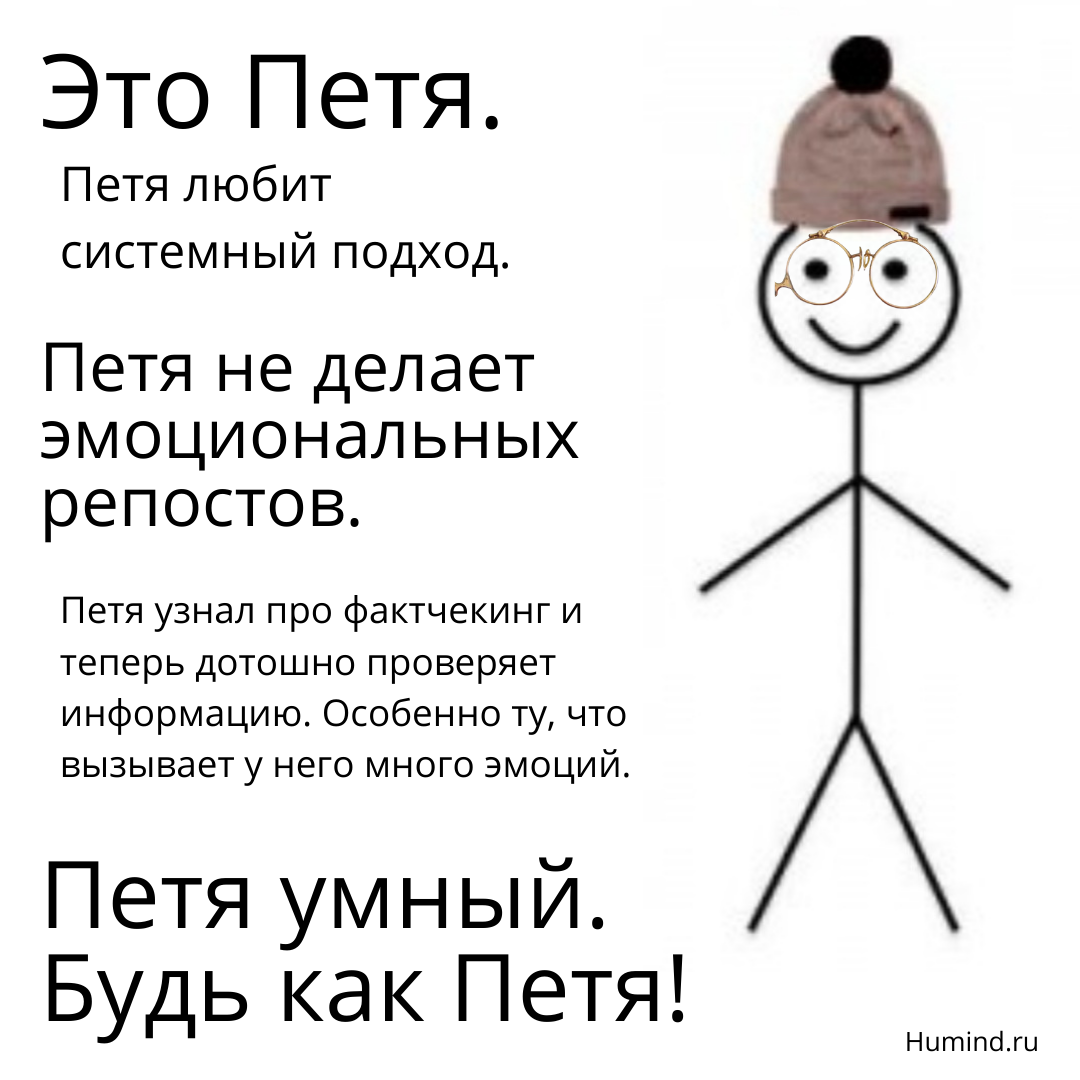 Это Петя.
Петя любит
системный подход.
Петя не делает
эмоциональных
репостов.
Петя узнал про фактчекинг и
теперь дотошно проверяет
информацию. Особенно ту, что
вызывает у него много эмоций.
Петя умный.
Будь как Петя!
Humind.ru